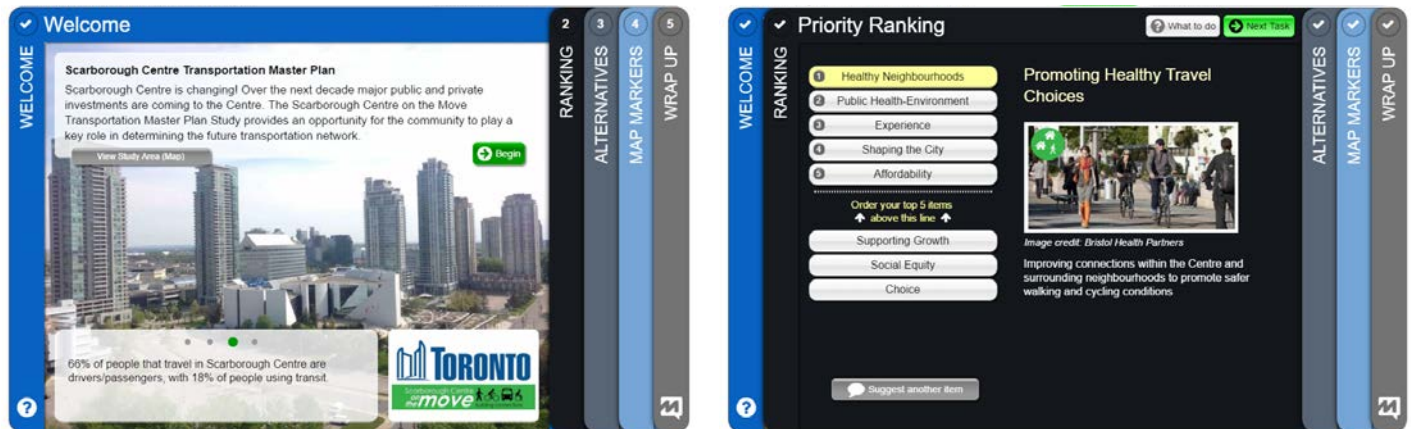 Welcome
WELCOME
Scarborough Centre Transportation Master Plan
Scarborough Centre is changing! Over the next decade major public and private
investments are coming to the Centre. The Scarborough Centre on the Move
Transportation Master Plan Study provides an opportunity for the community to play a
key role in determining the future transportation network.
View Study Area (Map)
Begin
66% of people that travel in Scarborough Centre are
drivers/passengers, with 18% of people using transit.
TORONTO
Scarborough Centre
on the move
?
2
RANKING
3
ALTERNATIVES
4
MAP MARKERS
5
WRAP UP
WELCOME
?
RANKING
Priority Ranking
What to do
Next Task
1 Healthy Neighbourhoods
2 Public Health-Environment
3 Experience
4 Shaping the City
5 Affordability
Order your top 5 items
above this line
Supporting Growth
Social Equity
Choice
Suggest another item
Promoting Healthy Travel
Choices
Image credit: Bristol Health Partners
Improving connections within the Centre and
surrounding neighbourhoods to promote safer
walking and cycling conditions
ALTERNATIVES
MAP MARKERS
WRAP UP